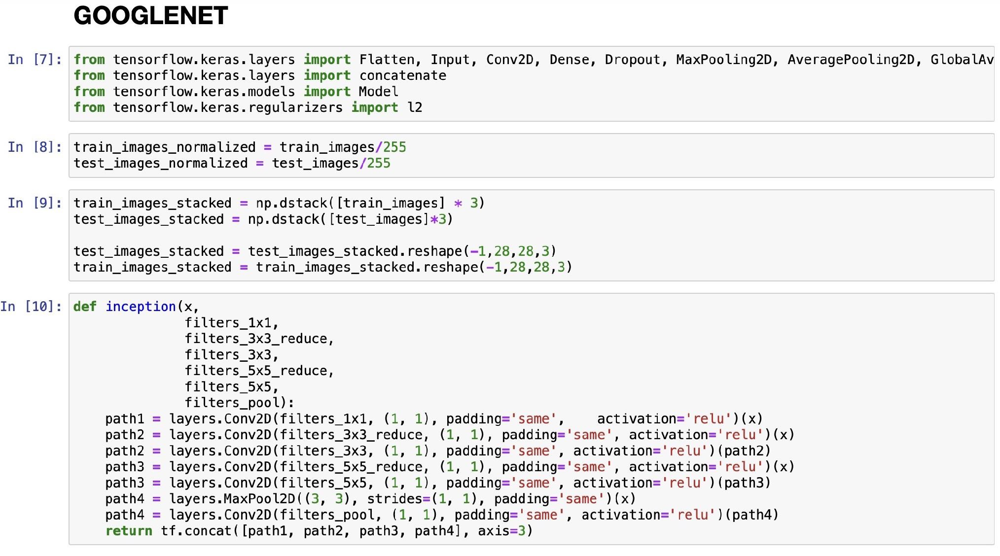 GOOGLENET
In [7]: from tensorflow.keras.layers import Flatten, Input, Conv2D, Dense, Dropout, MaxPooling2D, AveragePooling2D, GlobalAv
from tensorflow.keras.layers import concatenate
from tensorflow.keras.models import Model
from tensorflow.keras.regularizers import l2
In [8]: train_images_normalized = train_images/255
test_images_normalized = test_images/255
In [9]: train_images_stacked = np.dstack([train_images] * 3)
test_images_stacked = np.dstack([test_images]*3)
test_images_stacked = test_images_stacked.reshape(-1,28,28,3)
train_images_stacked = train_images_stacked.reshape(-1,28,28,3)
In [10]: def inception(x,
filters_1x1,
filters_3x3_reduce,
filters_3x3,
filters_5x5_reduce,
filters_5x5,
filters_pool):
path1 = layers.Conv2D(filters_1x1, (1, 1), padding='same',    activation='relu')(x)
path2 = layers.Conv2D(filters_3x3_reduce, (1, 1), padding='same', activation='relu')(x)
path2 = layers.Conv2D(filters_3x3, (1, 1), padding='same', activation='relu')(path2)
path3 = layers.Conv2D(filters_5x5_reduce, (1, 1), padding='same', activation='relu')(x)
path3 = layers.Conv2D(filters_5x5, (1, 1), padding='same', activation='relu')(path3)
path4 = layers.MaxPool2D((3, 3), strides=(1, 1), padding='same')(x)
path4 = layers.Conv2D(filters_pool, (1, 1), padding='same', activation='relu')(path4)
return tf.concat([path1, path2, path3, path4], axis=3)